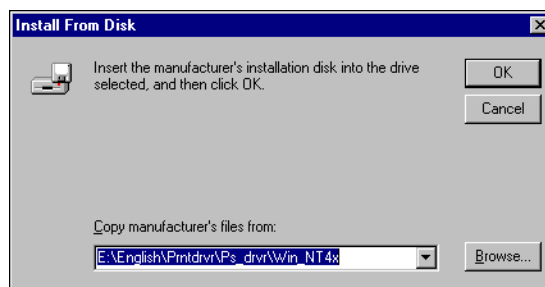 Install From Disk
Insert the manufacturer's installation disk into the drive
selected, and then click OK.
OK
Cancel
Copy manufacturer's files from:
E:\English\Prntdrvr\Ps_drvr\Win_NT4x
Browse...